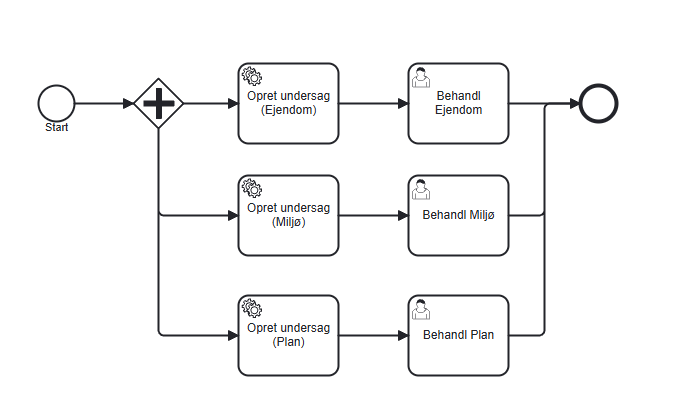 Start
Opret undersag
(Ejendom)
Behandl
Ejendom
Opret undersag
(Miljø)
Behandl Miljø
Opret undersag
(Plan)
Behandl Plan